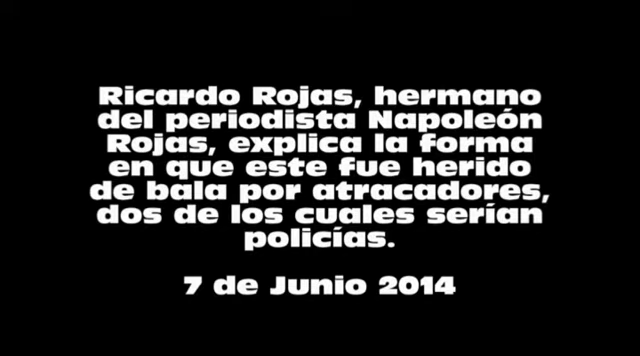 Ricardo Rojas, hermano
del periodista Napoleón
Rojas, explica la forma
en que este fue herido
de bala por atracadores,
dos de los cuales serían
policías.
7 de Junio 2014